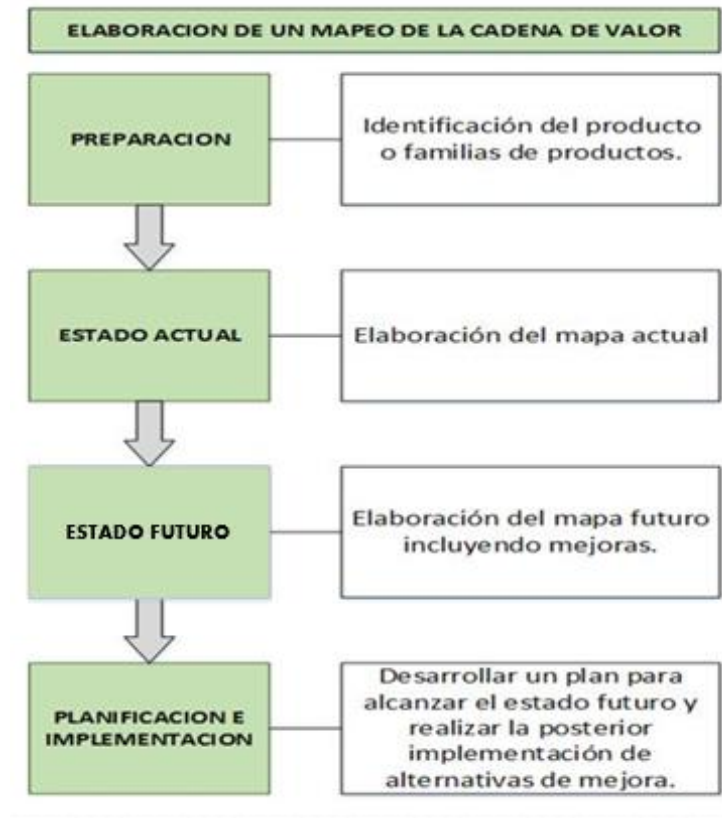 ELABORACION DE UN MAPEO DE LA CADENA DE VALOR
PREPARACION
Identificación del producto
o familias de productos.
ESTADO ACTUAL
Elaboración del mapa actual
ESTADO FUTURO
Elaboración del mapa futuro
incluyendo mejoras.
PLANIFICACION E
IMPLEMENTACION
Desarrollar un plan para
alcanzar el estado futuro y
realizar la posterior
implementación de
alternativas de mejora.